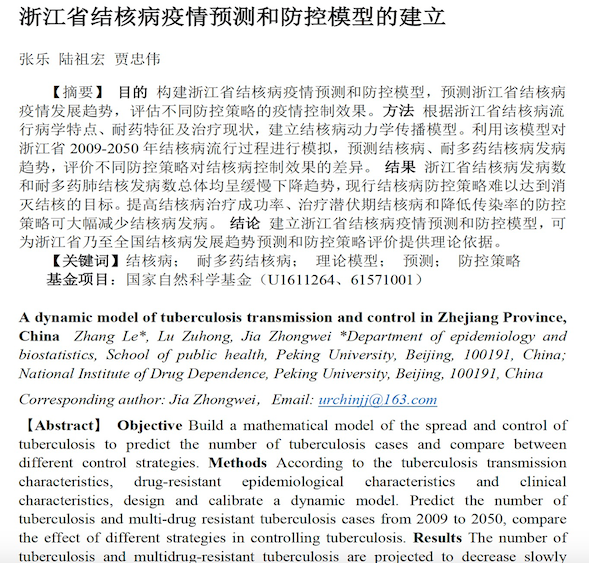 浙江省结核病疫情预测和防控模型的建立
张乐 陆祖宏 贾忠伟
【摘要】 目的 构建浙江省结核病疫情预测和防控模型，预测浙江省结核病
疫情发展趋势，评估不同防控策略的疫情控制效果。方法 根据浙江省结核病流
行病学特点、耐药特征及治疗现状，建立结核病动力学传播模型。利用该模型对
浙江省 2009-2050 年结核病流行过程进行模拟，预测结核病、耐多药结核病发病
趋势，评价不同防控策略对结核病控制效果的差异。结果 浙江省结核病发病数
和耐多药肺结核发病数总体均呈缓慢下降趋势，现行结核病防控策略难以达到消
灭结核的目标。提高结核病治疗成功率、治疗潜伏期结核病和降低传染率的防控
策略可大幅减少结核病发病。结论 建立浙江省结核病疫情预测和防控模型，可
为浙江省乃至全国结核病发展趋势预测和防控策略评价提供理论依据。
【关键词】结核病； 耐多药结核病； 理论模型； 预测； 防控策略
基金项目：国家自然科学基金（U1611264、61571001）
A dynamic model of tuberculosis transmission and control in Zhejiang Province,
China Zhang Le*, Lu Zuhong, Jia Zhongwei *Department of epidemiology and
biostatistics, School of public health, Peking University, Beijing, 100191, China;
National Institute of Drug Dependence, Peking University, Beijing, 100191, China
Corresponding author: Jia Zhongwei，Email: urchinjj@163.com
【Abstract】 Objective Build a mathematical model of the spread and control of
tuberculosis to predict the number of tuberculosis cases and compare between
different control strategies. Methods According to the tuberculosis transmission
characteristics, drug-resistant epidemiological characteristics and clinical
characteristics, design and calibrate a dynamic model. Predict the number of
tuberculosis and multi-drug resistant tuberculosis cases from 2009 to 2050, compare
the effect of different strategies in controlling tuberculosis. Results The number of
tuberculosis and multidrug-resistant tuberculosis are projected to decrease slowly